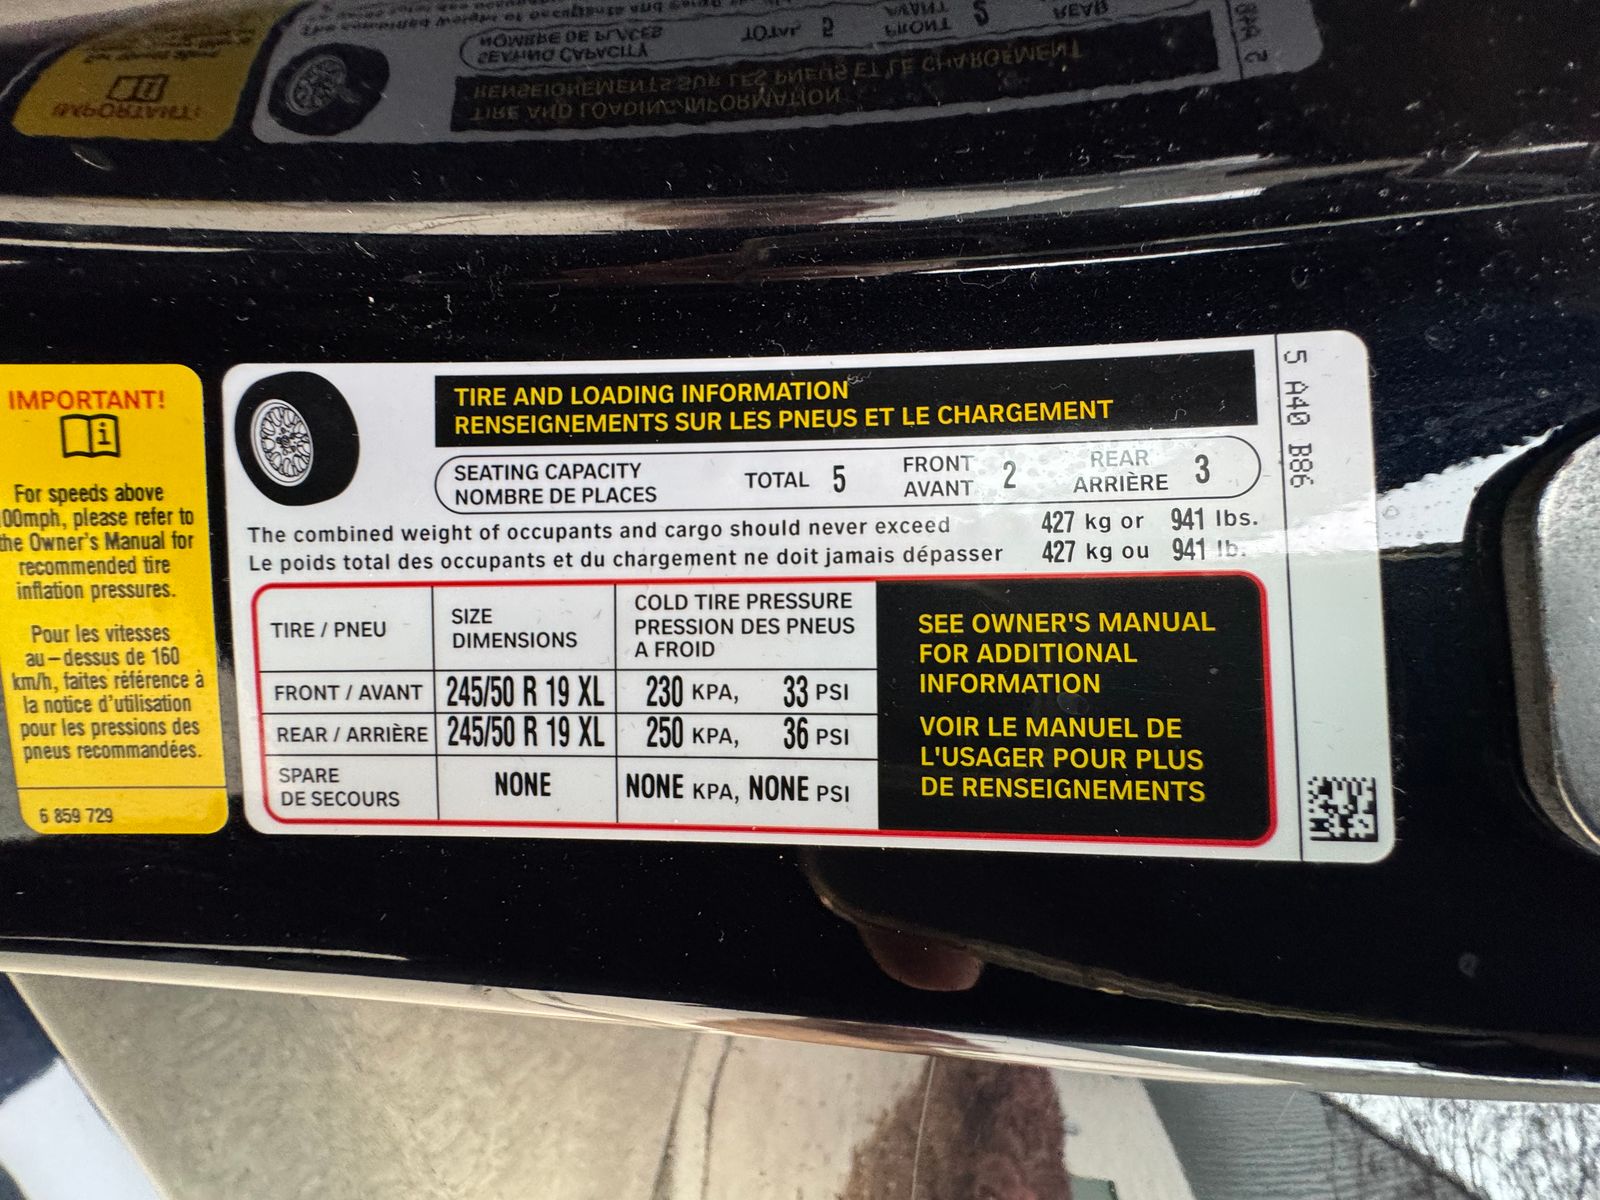 IMPORTANT!
For speeds above
00mph, please refer to
the Owner's Manual for
recommended tire
inflation pressures.
Pour les vitesses
au-dessus de 160
km/h, faites référence à
la notice d'utilisation
pour les pressions des
pneus recommandées.
6 859 729
TIRE AND LOADING INFORMATION
RENSEIGNEMENTS SUR LES PNEUS ET LE CHARGEMENT
SEATING CAPACITY
NOMBRE DE PLACES
TOTAL 5
FRONT
AVANT 2
REAR
ARRIÈRE 3
The combined weight of occupants and cargo should never exceed 427 kg or 941 lbs.
Le poids total des occupants et du chargement ne doit jamais dépasser 427 kg ou 941 lb.
TIRE / PNEU
SIZE
DIMENSIONS
COLD TIRE PRESSURE
PRESSION DES PNEUS
A FROID
FRONT / AVANT 245/50 R 19 XL 230 KPA, 33 PSI
REAR / ARRIÈRE 245/50 R 19 XL 250 KPA, 36 PSI
SPARE
DE SECOURS
NONE NONE KPA, NONE PSI
SEE OWNER'S MANUAL
FOR ADDITIONAL
INFORMATION
VOIR LE MANUEL DE
L'USAGER POUR PLUS
DE RENSEIGNEMENTS
5 A40 B86